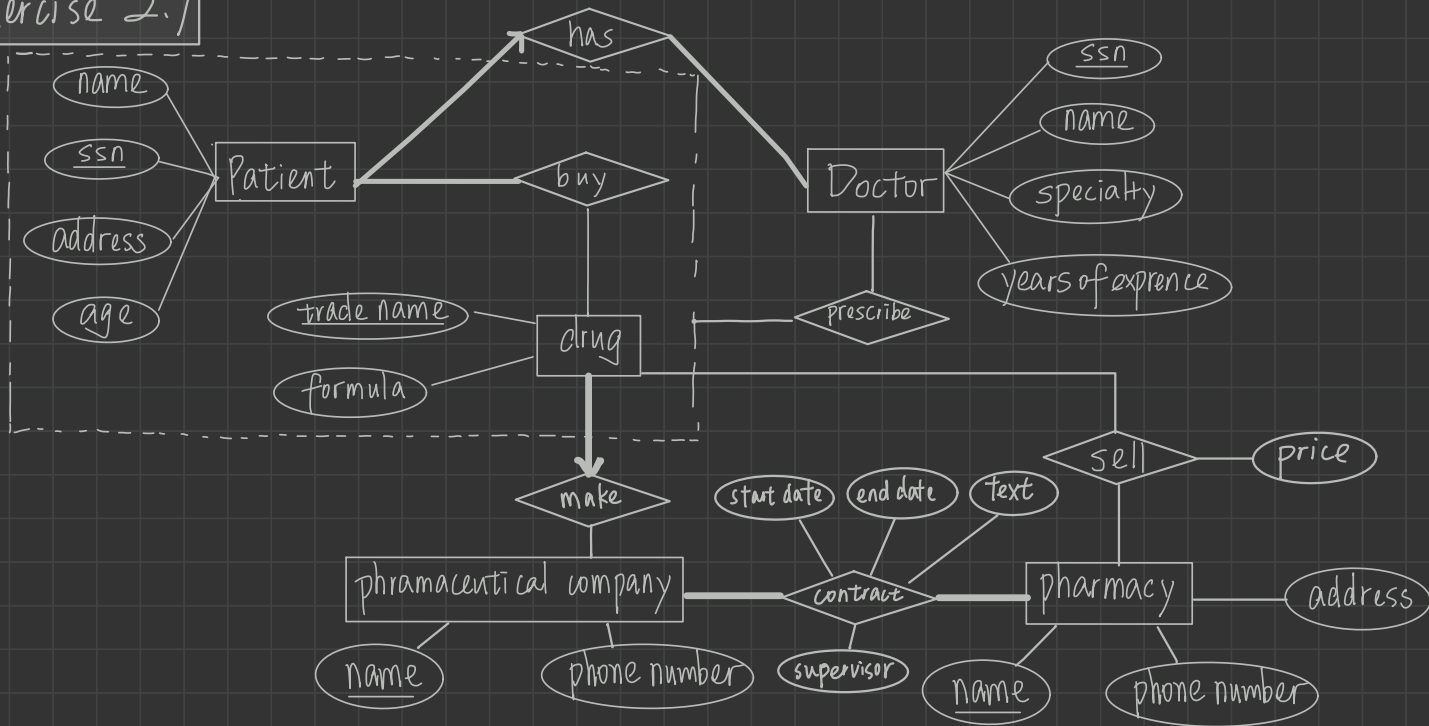 ercise 2.1
has
name
ssn
address
age
Patient
buy
trade name
formula
drug
Doctor
ssn
name
specialty
years of exprence
prescribe
make
start date
end date
text
sell
price
phramaceutical company
contract
pharmacy
address
name
phone number
supervisor
name
phone number